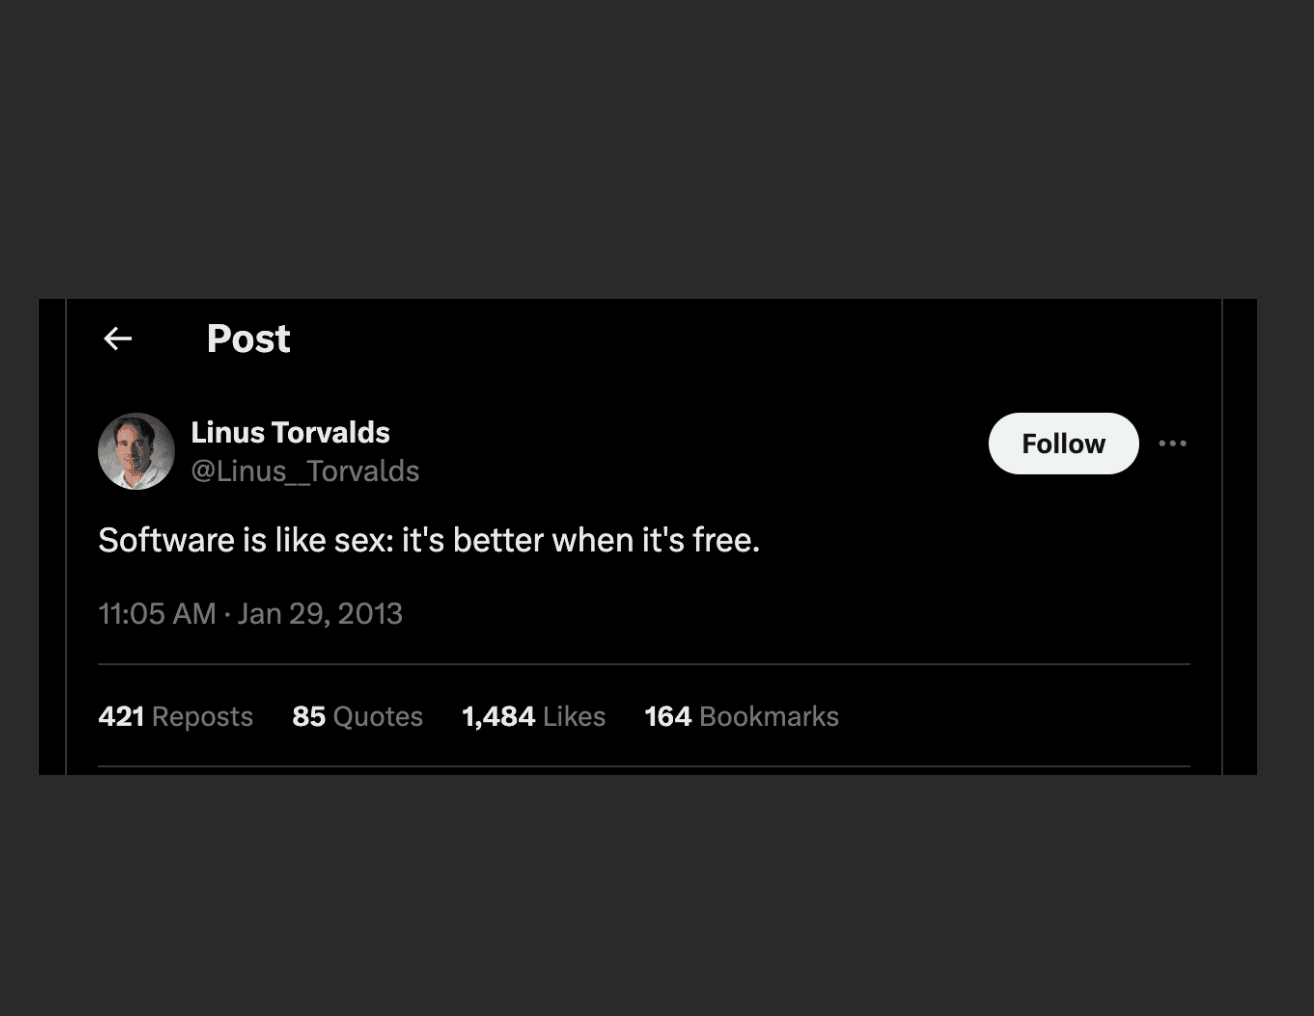 Post
Linus Torvalds
@Linus__Torvalds
Follow
Software is like sex: it's better when it's free.
11:05 AM · Jan 29, 2013
421 Reposts 85 Quotes 1,484 Likes 164 Bookmarks